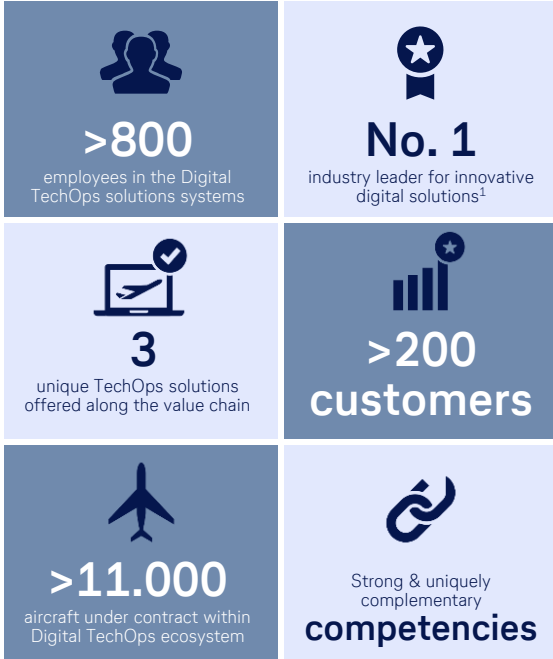 >800
employees in the Digital
TechOps solutions systems
No. 1
industry leader for innovative
digital solutions¹
3
unique TechOps solutions
offered along the value chain
>200
customers
>11.000
aircraft under contract within
Digital TechOps ecosystem
Strong & uniquely
complementary
competencies